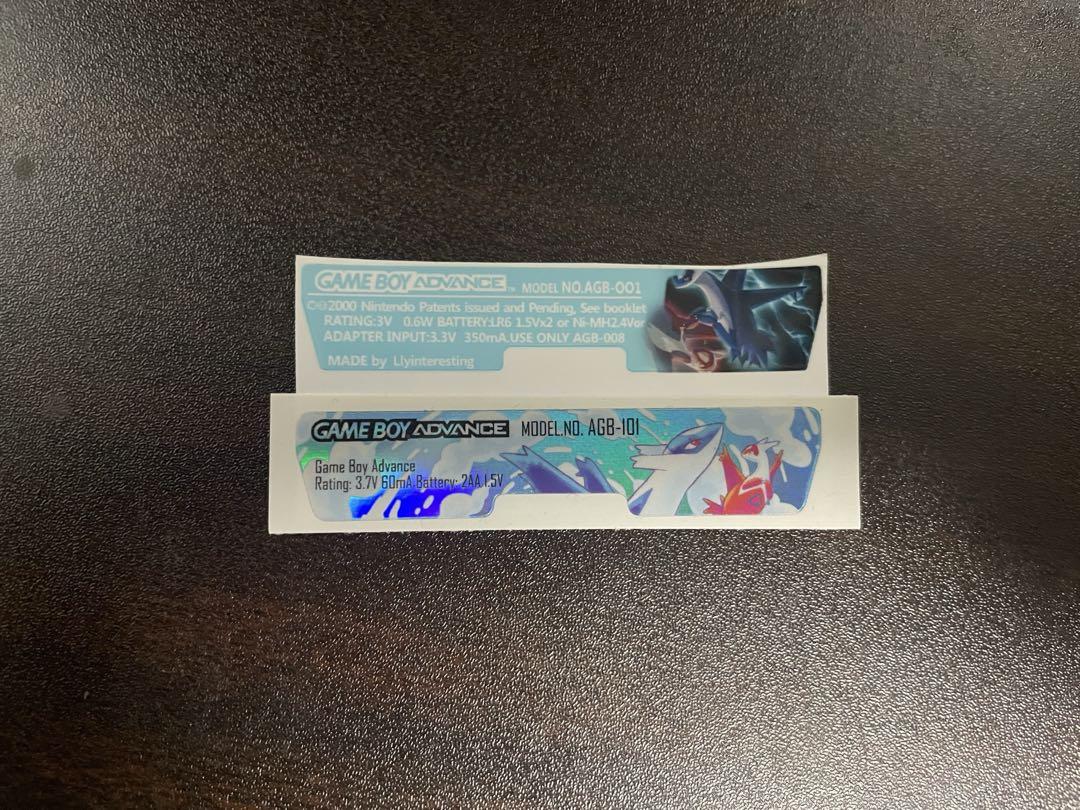 GAME BOY ADVANCE™ MODEL NO.AGB-001
©®2000 Nintendo Patents issued and Pending, See booklet
RATING:3V 0.6W BATTERY:LR6 1.5Vx2 or Ni-MH2.4Vor
ADAPTER INPUT:3.3V 350mA.USE ONLY AGB-008
MADE by Llyinteresting
GAME BOY ADVANCE MODEL.NO. AGB-101
Game Boy Advance
Rating: 3.7V 60mA Battery: 2AA 1.5V